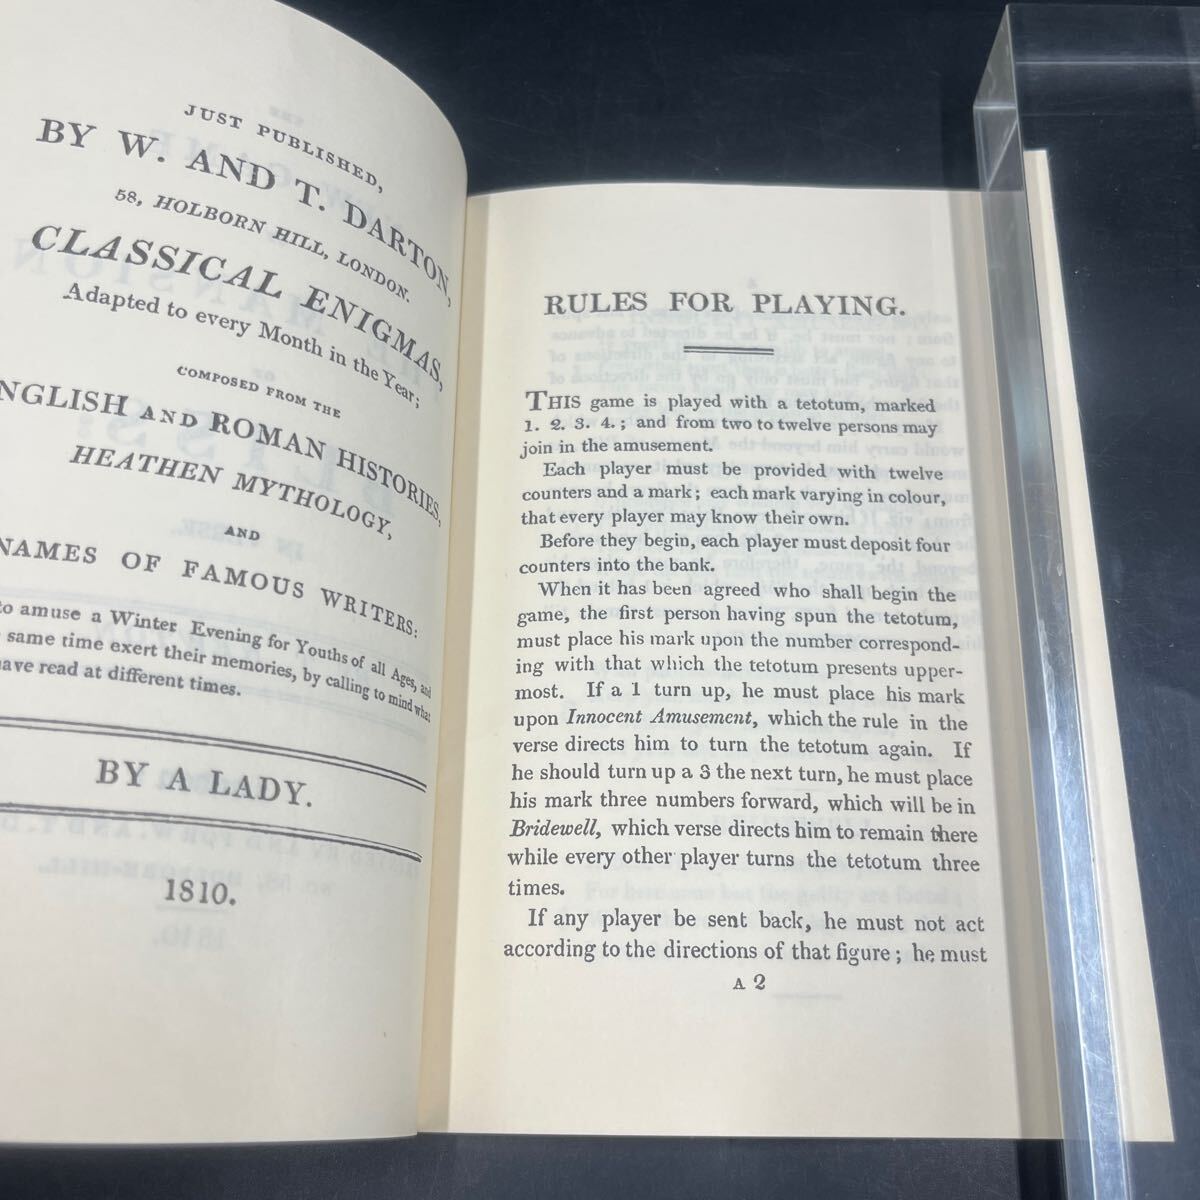 JUST PUBLISHED,
BY W. AND T. DARTON,
58, HOLBORN HILL, LONDON.
CLASSICAL ENIGMAS,
Adapted to every Month in the Year;
COMPOSED FROM THE
NGLISH AND ROMAN HISTORIES,
HEATHEN MYTHOLOGY,
AND
NAMES OF FAMOUS WRITERS:
to amuse a Winter Evening for Youths of all Ages, and
same time exert their memories, by calling to mind what
ave read at different times.
BY A LADY.
1810.
RULES FOR PLAYING.
THIS game is played with a tetotum, marked
1. 2. 3. 4.; and from two to twelve persons may
join in the amusement.
Each player must be provided with twelve
counters and a mark; each mark varying in colour,
that every player may know their own.
Before they begin, each player must deposit four
counters into the bank.
When it has been agreed who shall begin the
game, the first person having spun the tetotum,
must place his mark upon the number correspond-
ing with that which the tetotum presents upper-
most. If a 1 turn up, he must place his mark
upon Innocent Amusement, which the rule in the
verse directs him to turn the tetotum again. If
he should turn up a 3 the next turn, he must place
his mark three numbers forward, which will be in
Bridewell, which verse directs him to remain there
while every other player turns the tetotum three
times.
If any player be sent back, he must not act
according to the directions of that figure; he must
A 2